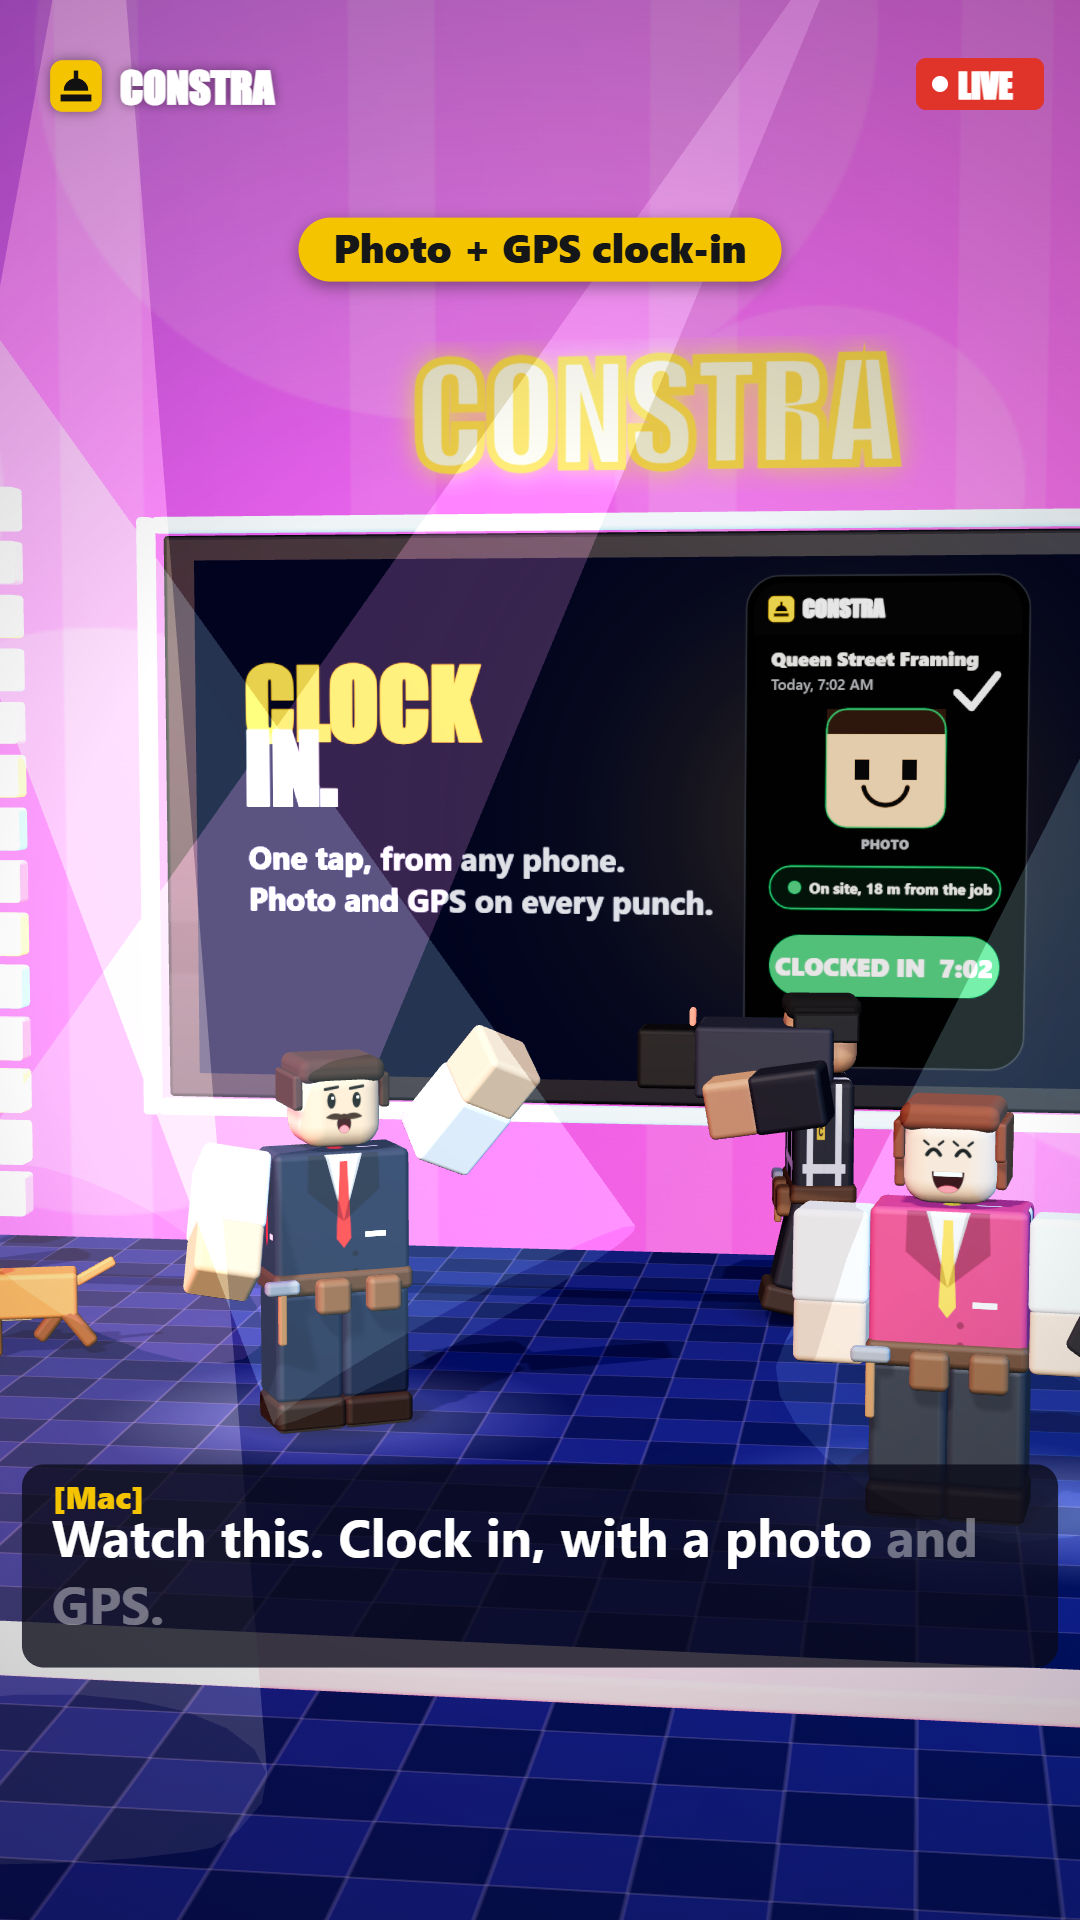 CONSTRA
LIVE
Photo + GPS clock-in
CONSTRA
CLOCK
IN.
One tap, from any phone.
Photo and GPS on every punch.
CONSTRA
Queen Street Framing
Today, 7:02 AM
PHOTO
On site, 18 m from the job
CLOCKED IN 7:02
[Mac]
Watch this. Clock in, with a photo and
GPS.